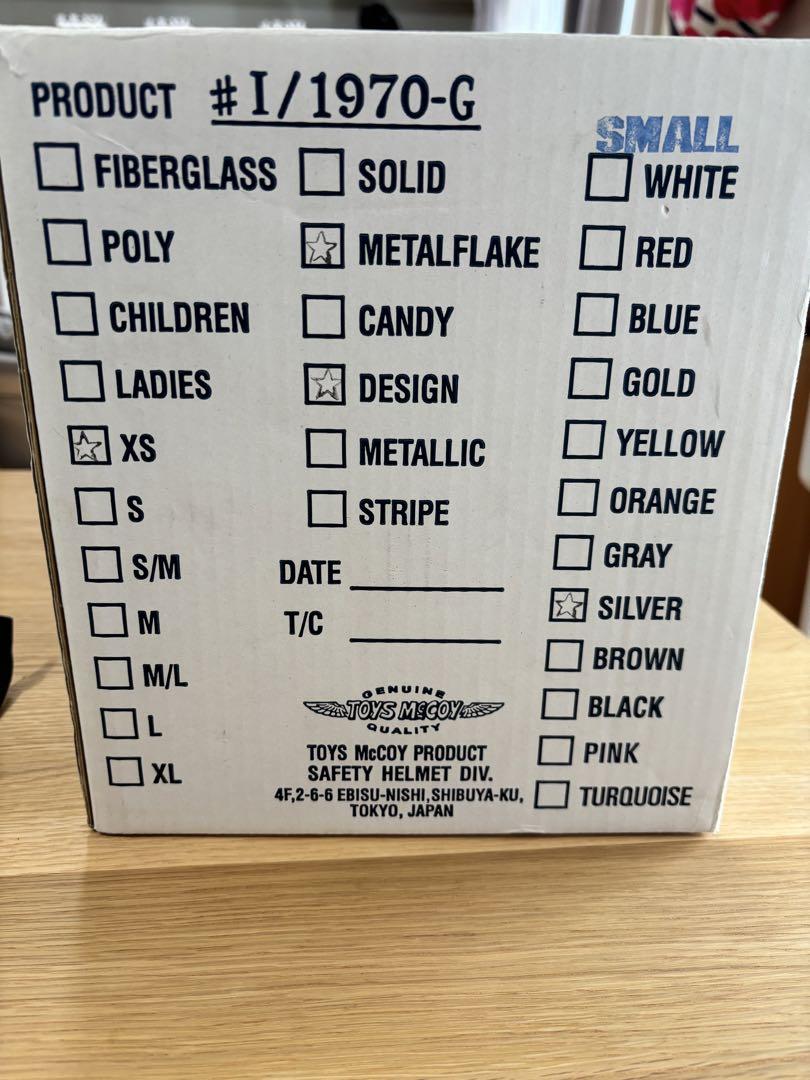 PRODUCT #I/1970-G
SMALL
FIBERGLASS
POLY
CHILDREN
LADIES
XS
S
S/M
M
M/L
L
XL
SOLID
METALFLAKE
CANDY
DESIGN
METALLIC
STRIPE
DATE
T/C
GENUINE
TOYS McCOY
QUALITY
TOYS McCOY PRODUCT
SAFETY HELMET DIV.
4F,2-6-6 EBISU-NISHI,SHIBUYA-KU,
TOKYO, JAPAN
WHITE
RED
BLUE
GOLD
YELLOW
ORANGE
GRAY
SILVER
BROWN
BLACK
PINK
TURQUOISE